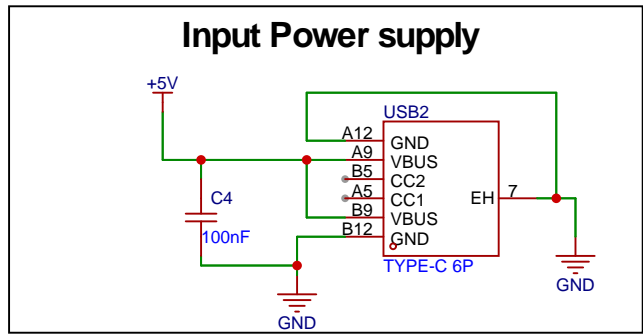 Input Power supply
+5V
USB2
A12 GND
A9 VBUS
B5 CC2
A5 CC1 EH 7
B9 VBUS
B12 GND
C4
100nF
TYPE-C 6P
GND
GND